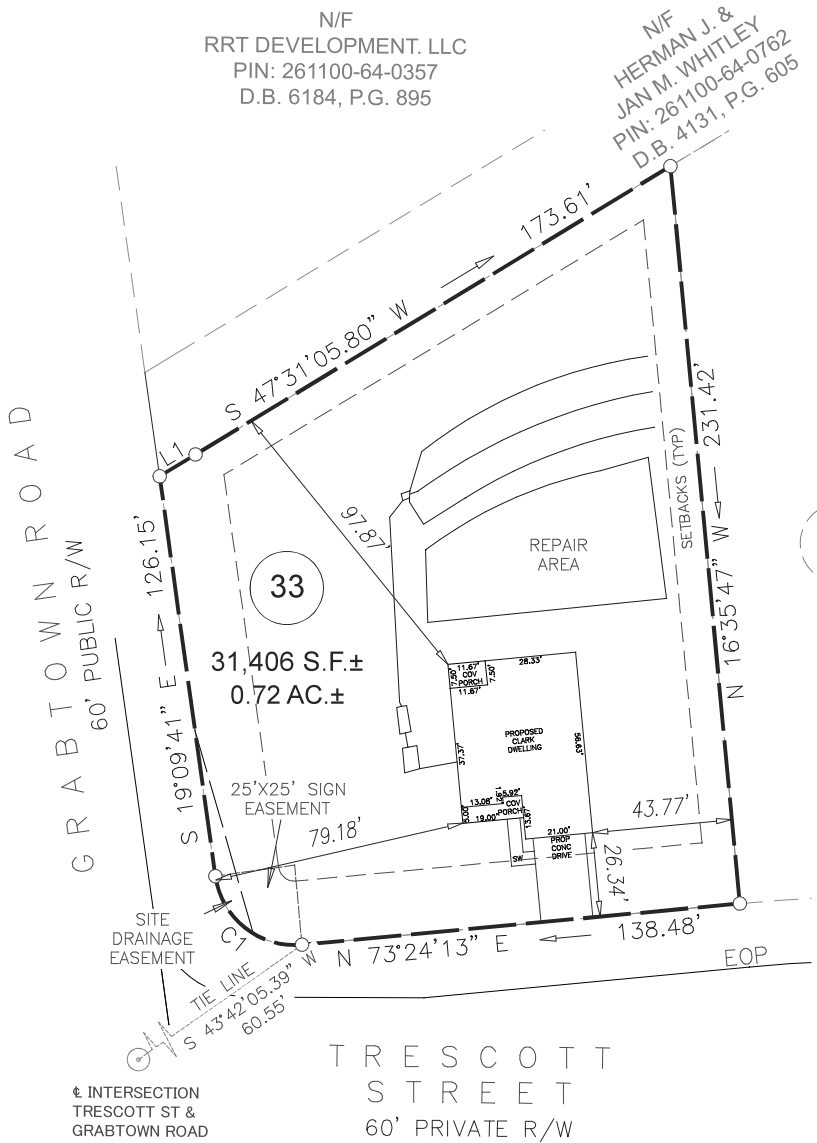 N/F
RRT DEVELOPMENT. LLC
PIN: 261100-64-0357
D.B. 6184, P.G. 895
N/F
HERMAN J. &
JAN M. WHITLEY
PIN: 261100-64-0762
D.B. 4131, P.G. 605
173.61'
S 47°31'05.80" W
L1
GRABTOWN ROAD
60' PUBLIC R/W
126.15'
S 19°09'41" E
97.87'
231.42'
N 16°35'47" W
SETBACKS (TYP)
REPAIR
AREA
33
31,406 S.F.±
0.72 AC.±
11.67'
COV
PORCH
7.50'
7.50'
11.67'
28.33'
PROPOSED
CLARK
DWELLING
56.63'
37.37'
25'X25' SIGN
EASEMENT
79.18'
13.08'
1.92'
5.92'
COV
PORCH
5.00'
19.00'
13.67'
21.00'
PROP
CONC
DRIVE
SW
43.77'
26.34'
SITE
DRAINAGE
EASEMENT
C1
N 73°24'13" E
138.48'
EOP
TIE LINE
S 43°42'05.39" W
60.55'
TRESCOTT
STREET
60' PRIVATE R/W
℄ INTERSECTION
TRESCOTT ST &
GRABTOWN ROAD